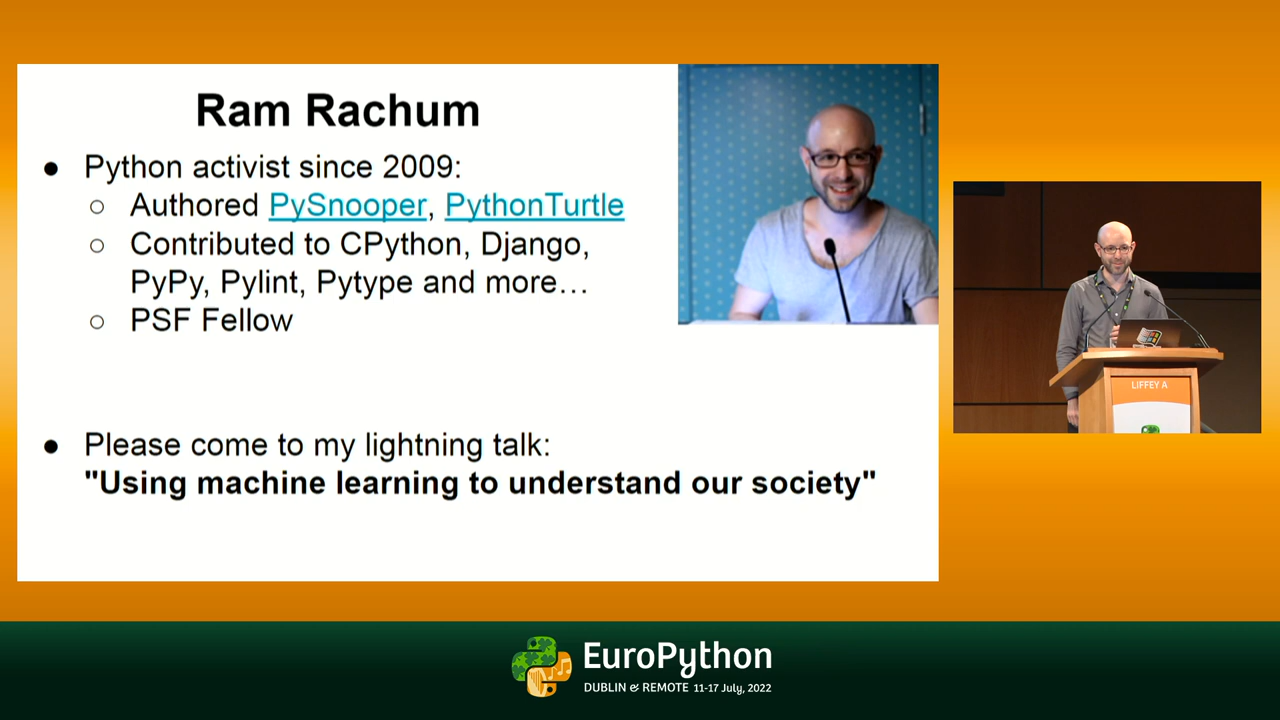 Ram Rachum
● Python activist since 2009:
○ Authored PySnooper, PythonTurtle
○ Contributed to CPython, Django,
PyPy, Pylint, Pytype and more…
○ PSF Fellow
● Please come to my lightning talk:
"Using machine learning to understand our society"
LIFFEY A
EuroPython
DUBLIN & REMOTE 11-17 July, 2022